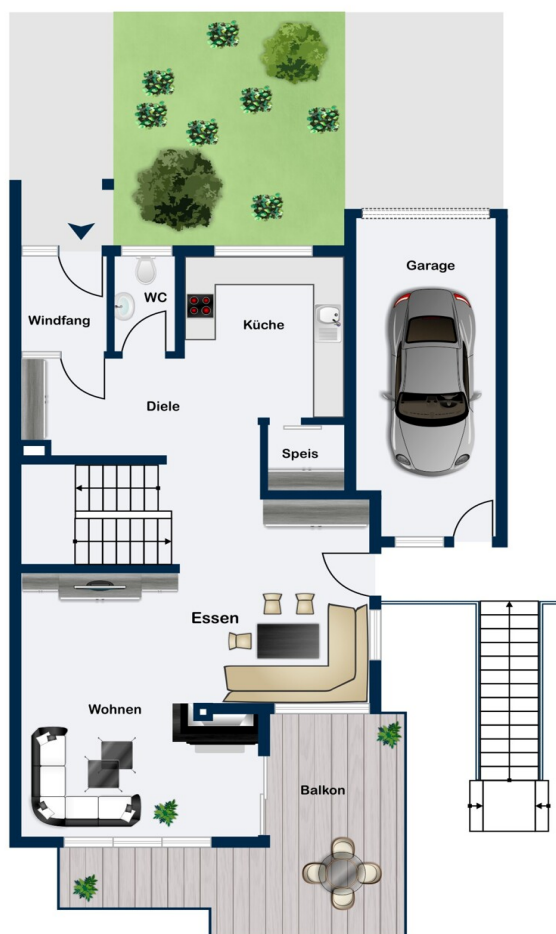 Garage
WC
Windfang
Küche
Diele
Speis
Essen
Wohnen
Balkon